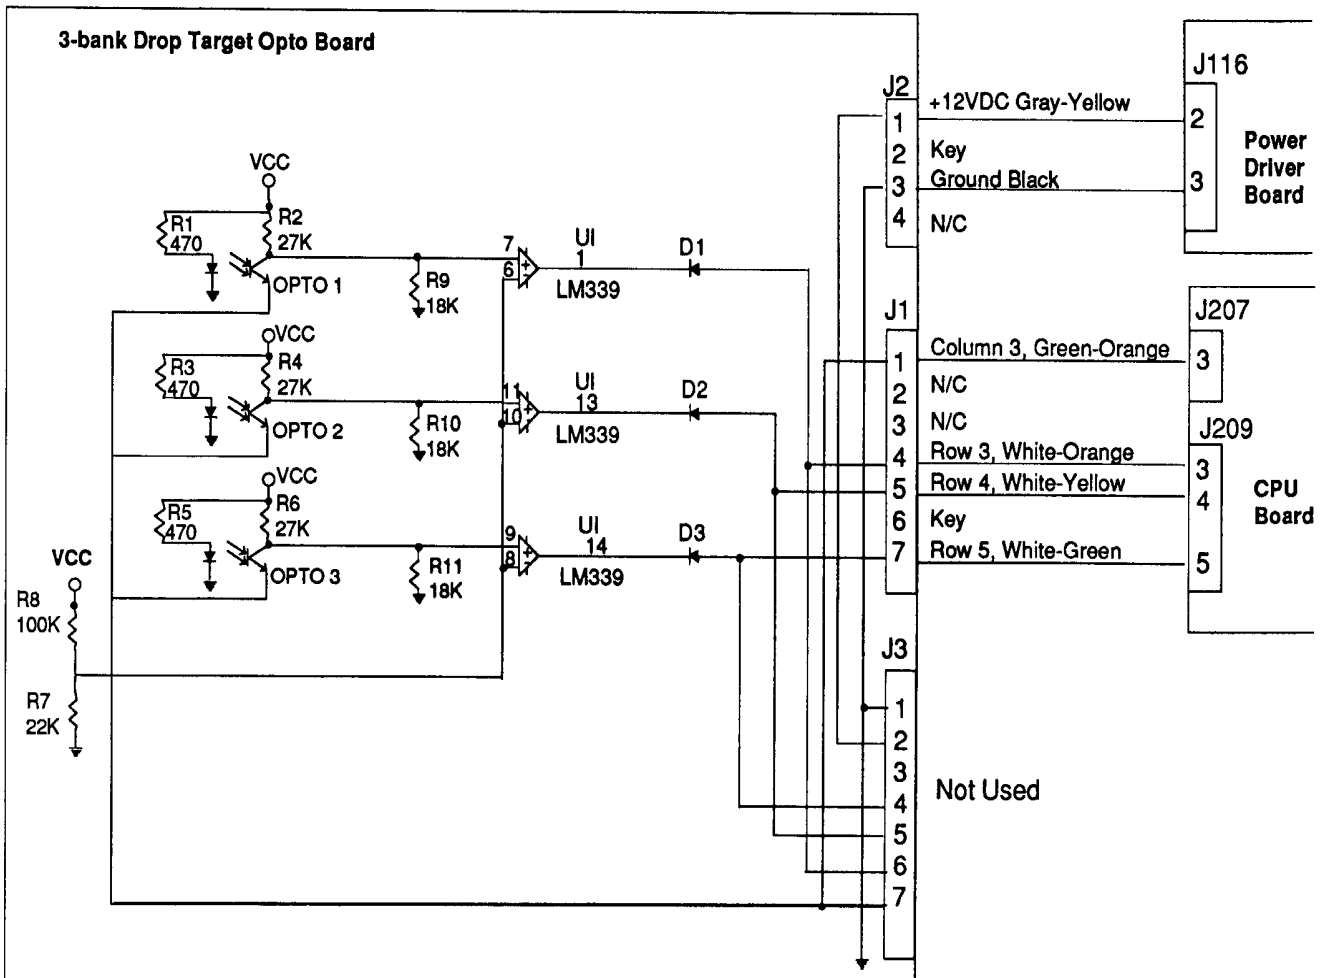 3-bank Drop Target Opto Board
VCC
R1
470
R2
27K
OPTO 1
R9
18K
7
6
+
-
UI
1
LM339
D1
VCC
R3
470
R4
27K
OPTO 2
R10
18K
11
10
+
-
UI
13
LM339
D2
VCC
R5
470
R6
27K
OPTO 3
R11
18K
9
8
+
-
UI
14
LM339
D3
VCC
R8
100K
R7
22K
J2
1 +12VDC Gray-Yellow
2 Key
3 Ground Black
4 N/C
J116
2
3
Power
Driver
Board
J1
1 Column 3, Green-Orange
2 N/C
3 N/C
4 Row 3, White-Orange
5 Row 4, White-Yellow
6 Key
7 Row 5, White-Green
J207
3
J209
3
4
5
CPU
Board
J3
1
2
3
4
5
6
7
Not Used